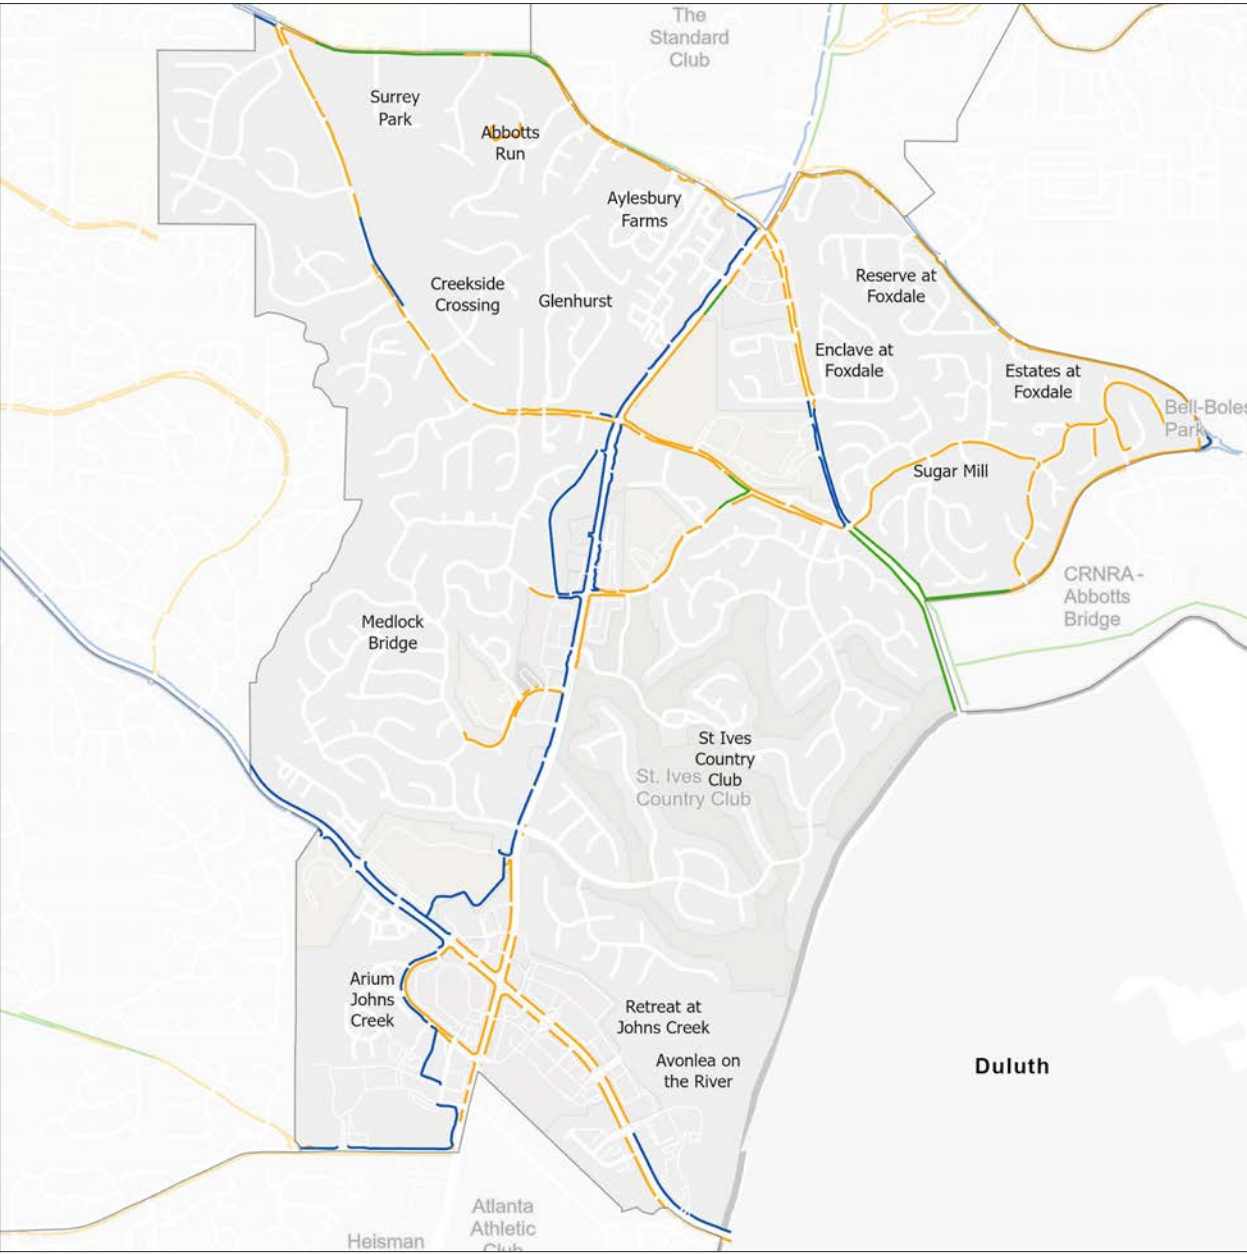 The
Standard
Club
Surrey
Park
Abbotts
Run
Aylesbury
Farms
Reserve at
Foxdale
Creekside
Crossing
Glenhurst
Enclave at
Foxdale
Estates at
Foxdale
Bell-Boles
Park
Sugar Mill
CRNRA -
Abbotts
Bridge
Medlock
Bridge
St Ives
Country
Club
St. Ives
Country Club
Arium
Johns
Creek
Retreat at
Johns Creek
Avonlea on
the River
Duluth
Atlanta
Athletic
Club
Heisman